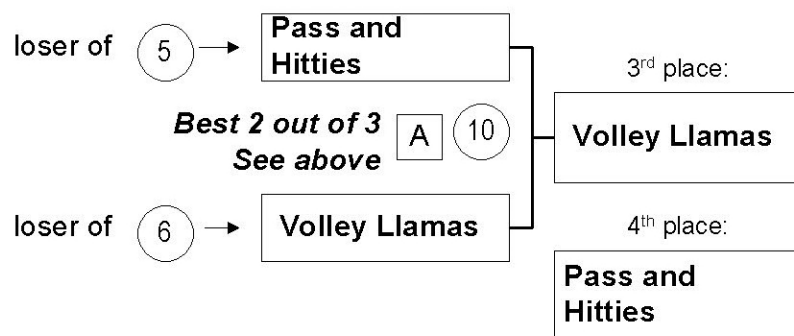 loser of 5 Pass and
Hitties
3rd place:
Best 2 out of 3 A 10
See above
Volley Llamas
loser of 6 Volley Llamas
4th place:
Pass and
Hitties